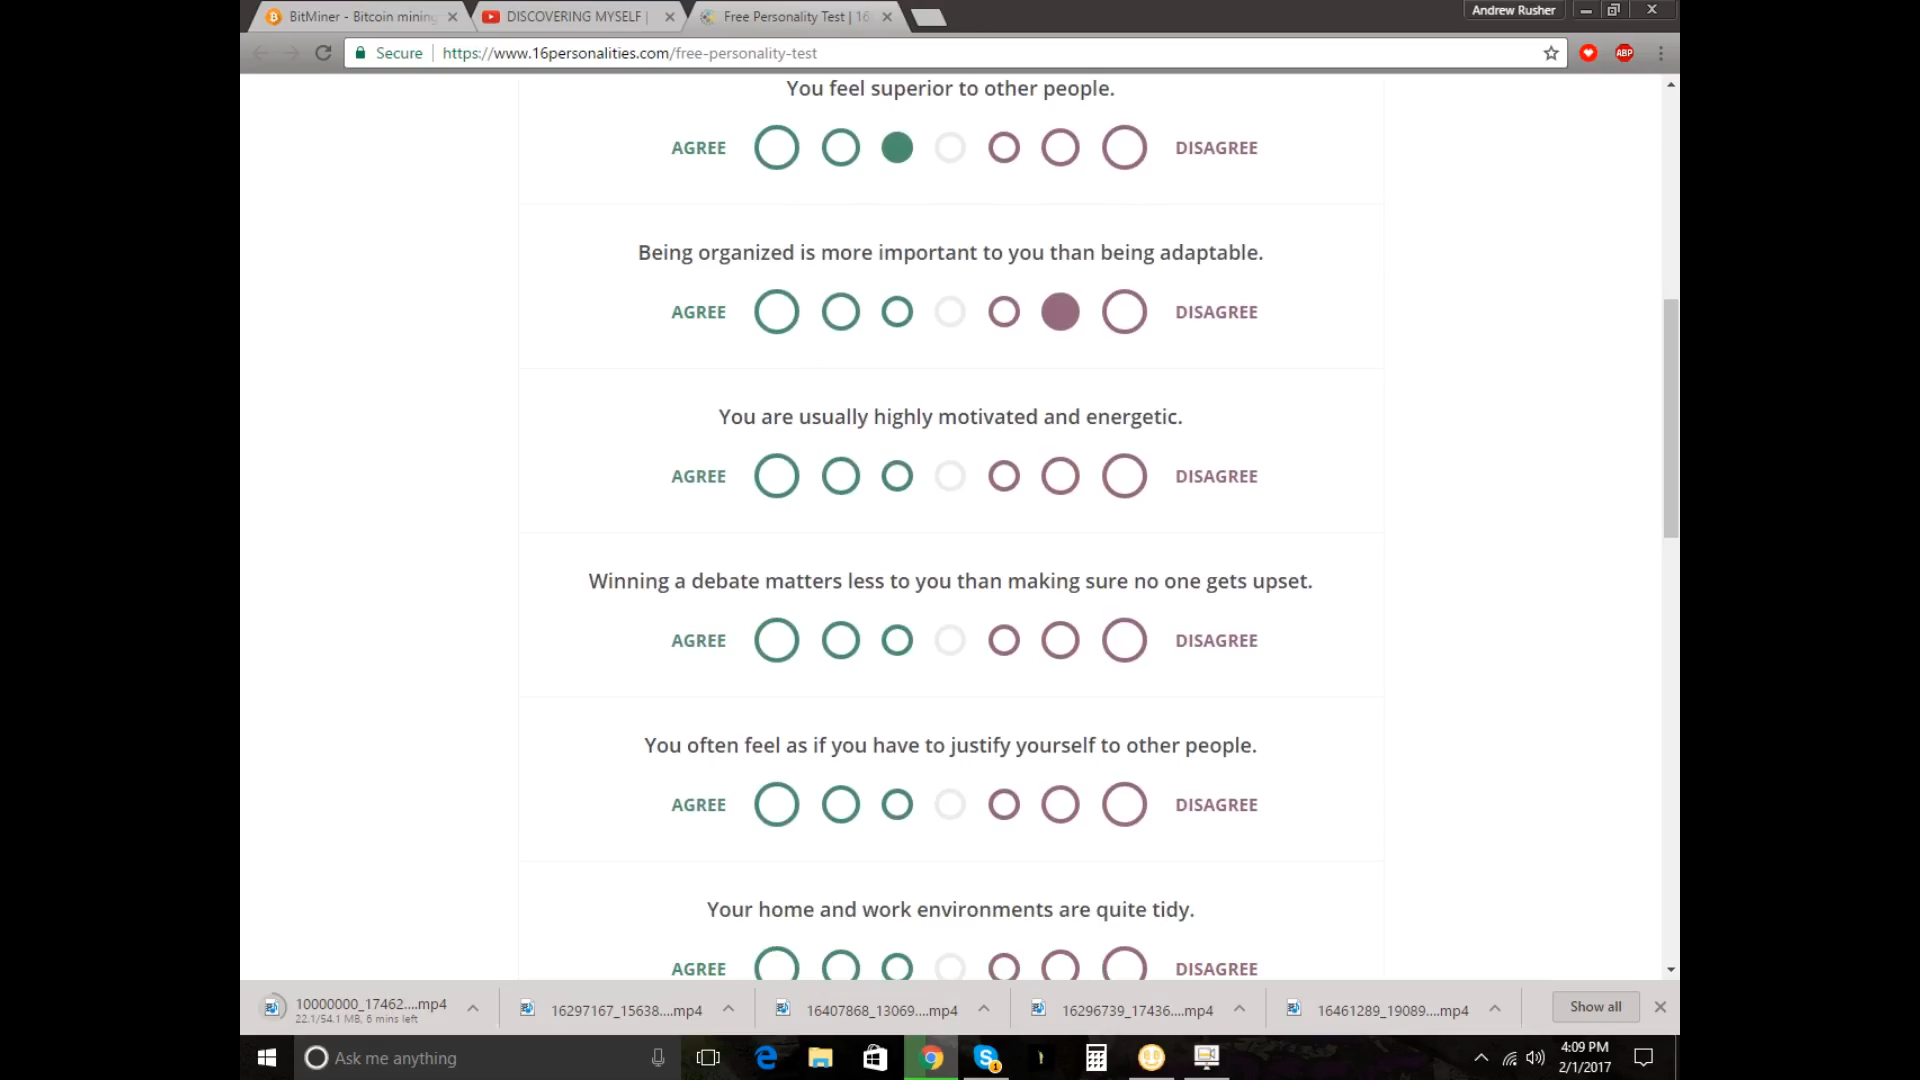 BitMiner - Bitcoin mining
DISCOVERING MYSELF |
Free Personality Test | 16
Andrew Rusher
Secure
https://www.16personalities.com/free-personality-test
ABP
You feel superior to other people.
AGREE DISAGREE
Being organized is more important to you than being adaptable.
AGREE DISAGREE
You are usually highly motivated and energetic.
AGREE DISAGREE
Winning a debate matters less to you than making sure no one gets upset.
AGREE DISAGREE
You often feel as if you have to justify yourself to other people.
AGREE DISAGREE
Your home and work environments are quite tidy.
AGREE DISAGREE
10000000_17462....mp4
22.1/54.1 MB, 6 mins left
16297167_15638....mp4
16407868_13069....mp4
16296739_17436....mp4
16461289_19089....mp4
Show all
Ask me anything
1
4:09 PM
2/1/2017